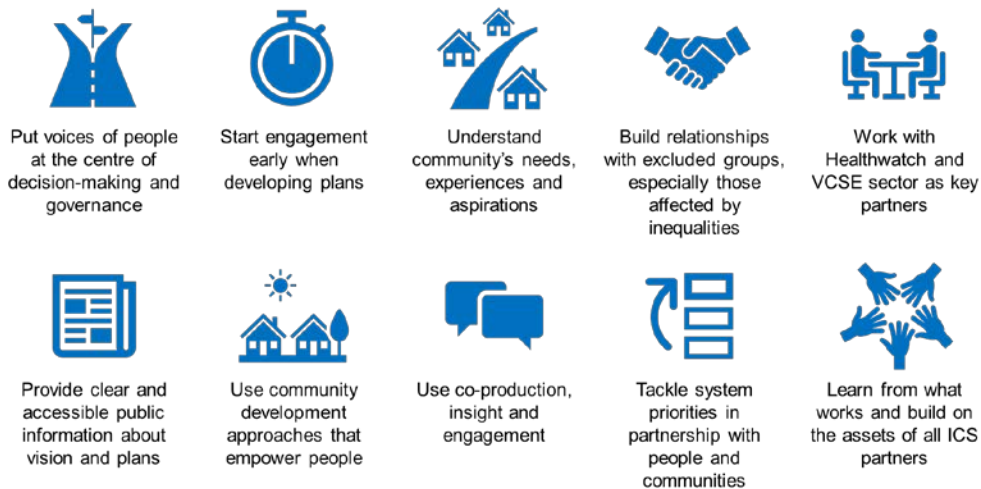 Put voices of people
at the centre of
decision-making and
governance
Start engagement
early when
developing plans
Understand
community's needs,
experiences and
aspirations
Build relationships
with excluded groups,
especially those
affected by
inequalities
Work with
Healthwatch and
VCSE sector as key
partners
Provide clear and
accessible public
information about
vision and plans
Use community
development
approaches that
empower people
Use co-production,
insight and
engagement
Tackle system
priorities in
partnership with
people and
communities
Learn from what
works and build on
the assets of all ICS
partners